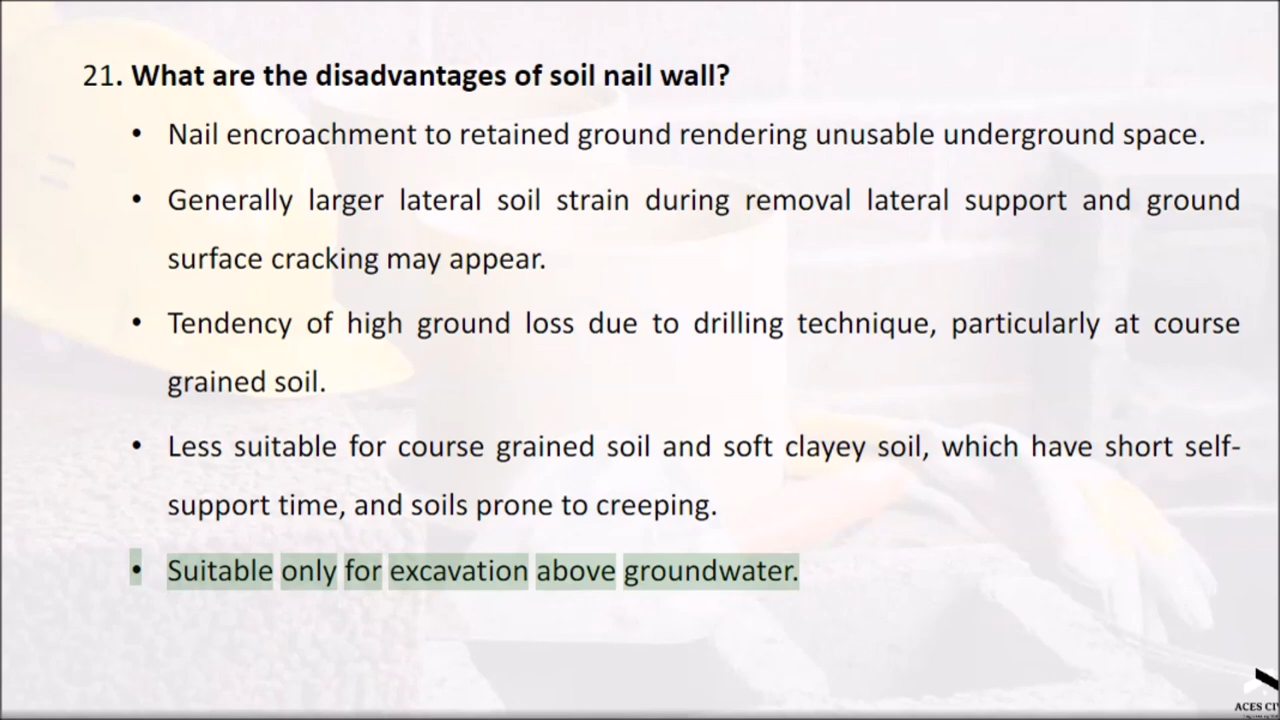 21. What are the disadvantages of soil nail wall?
• Nail encroachment to retained ground rendering unusable underground space.
• Generally larger lateral soil strain during removal lateral support and ground
surface cracking may appear.
• Tendency of high ground loss due to drilling technique, particularly at course
grained soil.
• Less suitable for course grained soil and soft clayey soil, which have short self-
support time, and soils prone to creeping.
• Suitable only for excavation above groundwater.
ACES CI